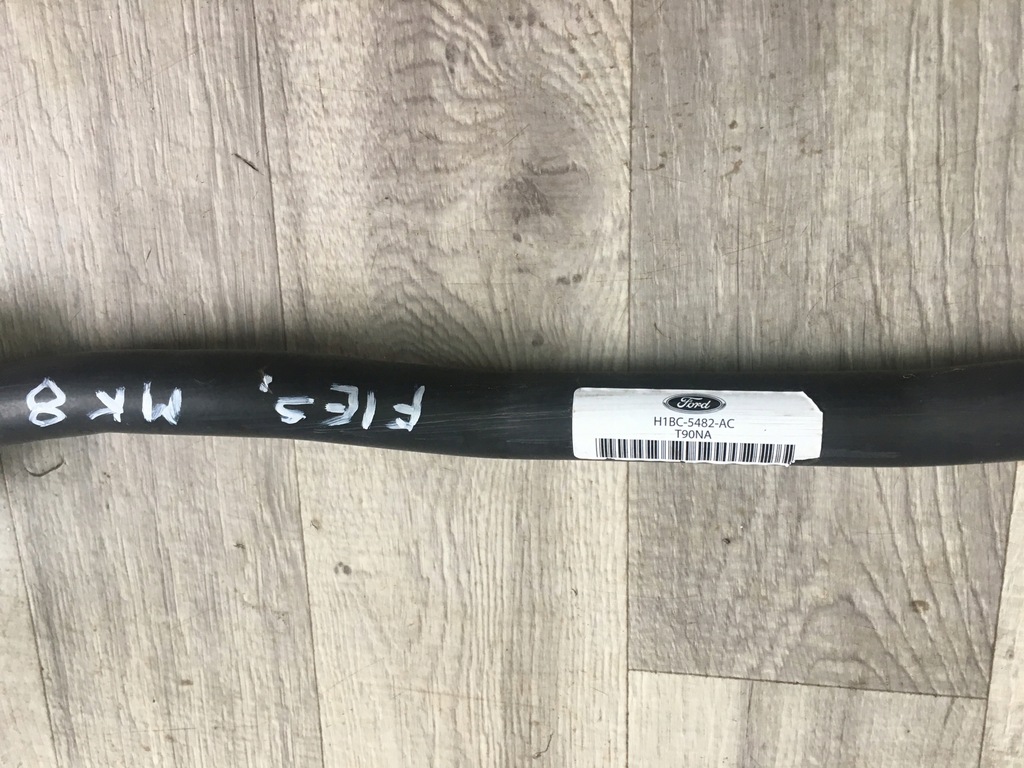 FIES,
MK8
Ford
H1BC-5482-AC
T90NA